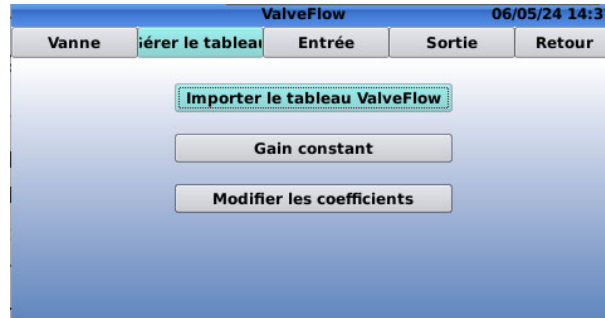 ValveFlow 06/05/24 14:3
Vanne iérer le tableau Entrée Sortie Retour
Importer le tableau ValveFlow
Gain constant
Modifier les coefficients